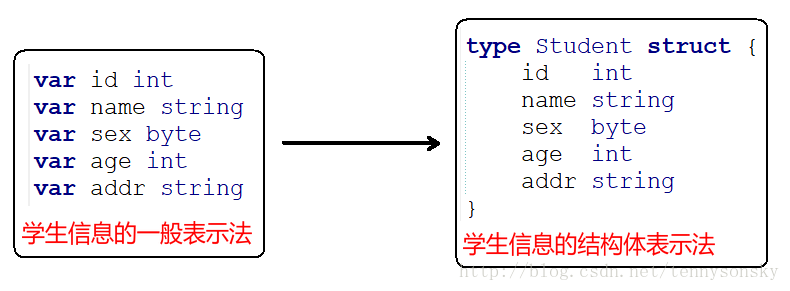 var id int
var name string
var sex byte
var age int
var addr string
学生信息的一般表示法
type Student struct {
id int
name string
sex byte
age int
addr string
}
学生信息的结构体表示法
http://blog.csdn.net/tennysonsky